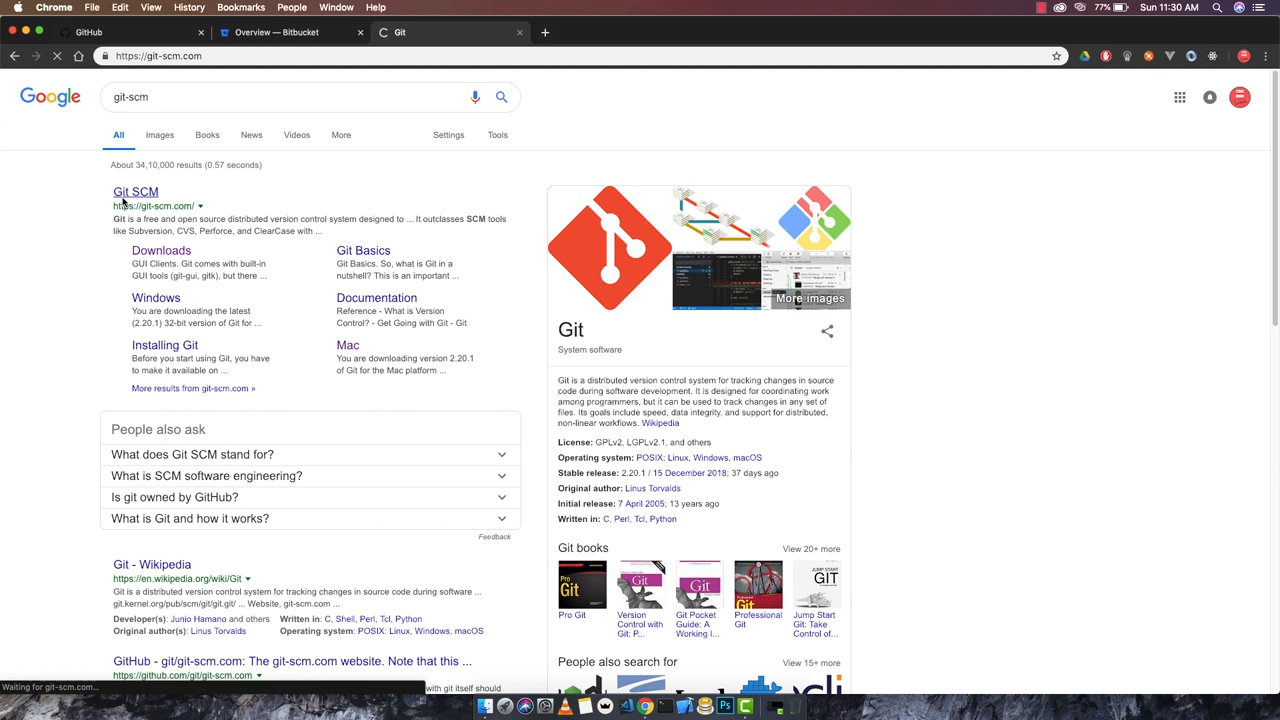 Chrome File Edit View History Bookmarks People Window Help
77% Sun 11:30 AM
GitHub
Overview — Bitbucket
Git
https://git-scm.com
Google
git-scm
All Images Books News Videos More Settings Tools
About 34,10,000 results (0.57 seconds)
Git SCM
https://git-scm.com/
Git is a free and open source distributed version control system designed to ... It outclasses SCM tools
like Subversion, CVS, Perforce, and ClearCase with ...
Downloads
GUI Clients. Git comes with built-in
GUI tools (git-gui, gitk), but there ...
Git Basics
Git Basics. So, what is Git in a
nutshell? This is an important ...
Windows
You are downloading the latest
(2.20.1) 32-bit version of Git for ...
Documentation
Reference - What is Version
Control? - Get Going with Git - Git
Installing Git
Before you start using Git, you have
to make it available on ...
Mac
You are downloading version 2.20.1
of Git for the Mac platform ...
More results from git-scm.com »
People also ask
What does Git SCM stand for?
What is SCM software engineering?
Is git owned by GitHub?
What is Git and how it works?
Feedback
Git - Wikipedia
https://en.wikipedia.org/wiki/Git
Git is a distributed version control system for tracking changes in source code during software ...
git.kernel.org/pub/scm/git/git.git/ ... Website, git-scm.com ...
Developer(s): Junio Hamano and others Written in: C, Shell, Perl, Tcl, Python
Original author(s): Linus Torvalds Operating system: POSIX: Linux, Windows, macOS
GitHub - git/git-scm.com: The git-scm.com website. Note that this ...
https://github.com/git/git-scm.com
with git itself should
Waiting for git-scm.com...
More images
Git
System software
Git is a distributed version control system for tracking changes in source
code during software development. It is designed for coordinating work
among programmers, but it can be used to track changes in any set of
files. Its goals include speed, data integrity, and support for distributed,
non-linear workflows. Wikipedia
License: GPLv2, LGPLv2.1, and others
Operating system: POSIX: Linux, Windows, macOS
Stable release: 2.20.1 / 15 December 2018; 37 days ago
Original author: Linus Torvalds
Initial release: 7 April 2005; 13 years ago
Written in: C, Perl, Tcl, Python
Git books View 20+ more
Pro Git
Version
Control with
Git: P...
Git Pocket
Guide: A
Working I...
Professional
Git
Jump Start
Git: Take
Control of...
People also search for View 15+ more